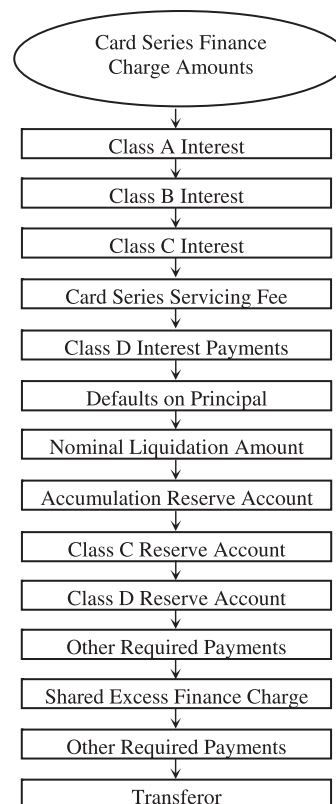 Card Series Finance
Charge Amounts
Class A Interest
Class B Interest
Class C Interest
Card Series Servicing Fee
Class D Interest Payments
Defaults on Principal
Nominal Liquidation Amount
Accumulation Reserve Account
Class C Reserve Account
Class D Reserve Account
Other Required Payments
Shared Excess Finance Charge
Other Required Payments
Transferor